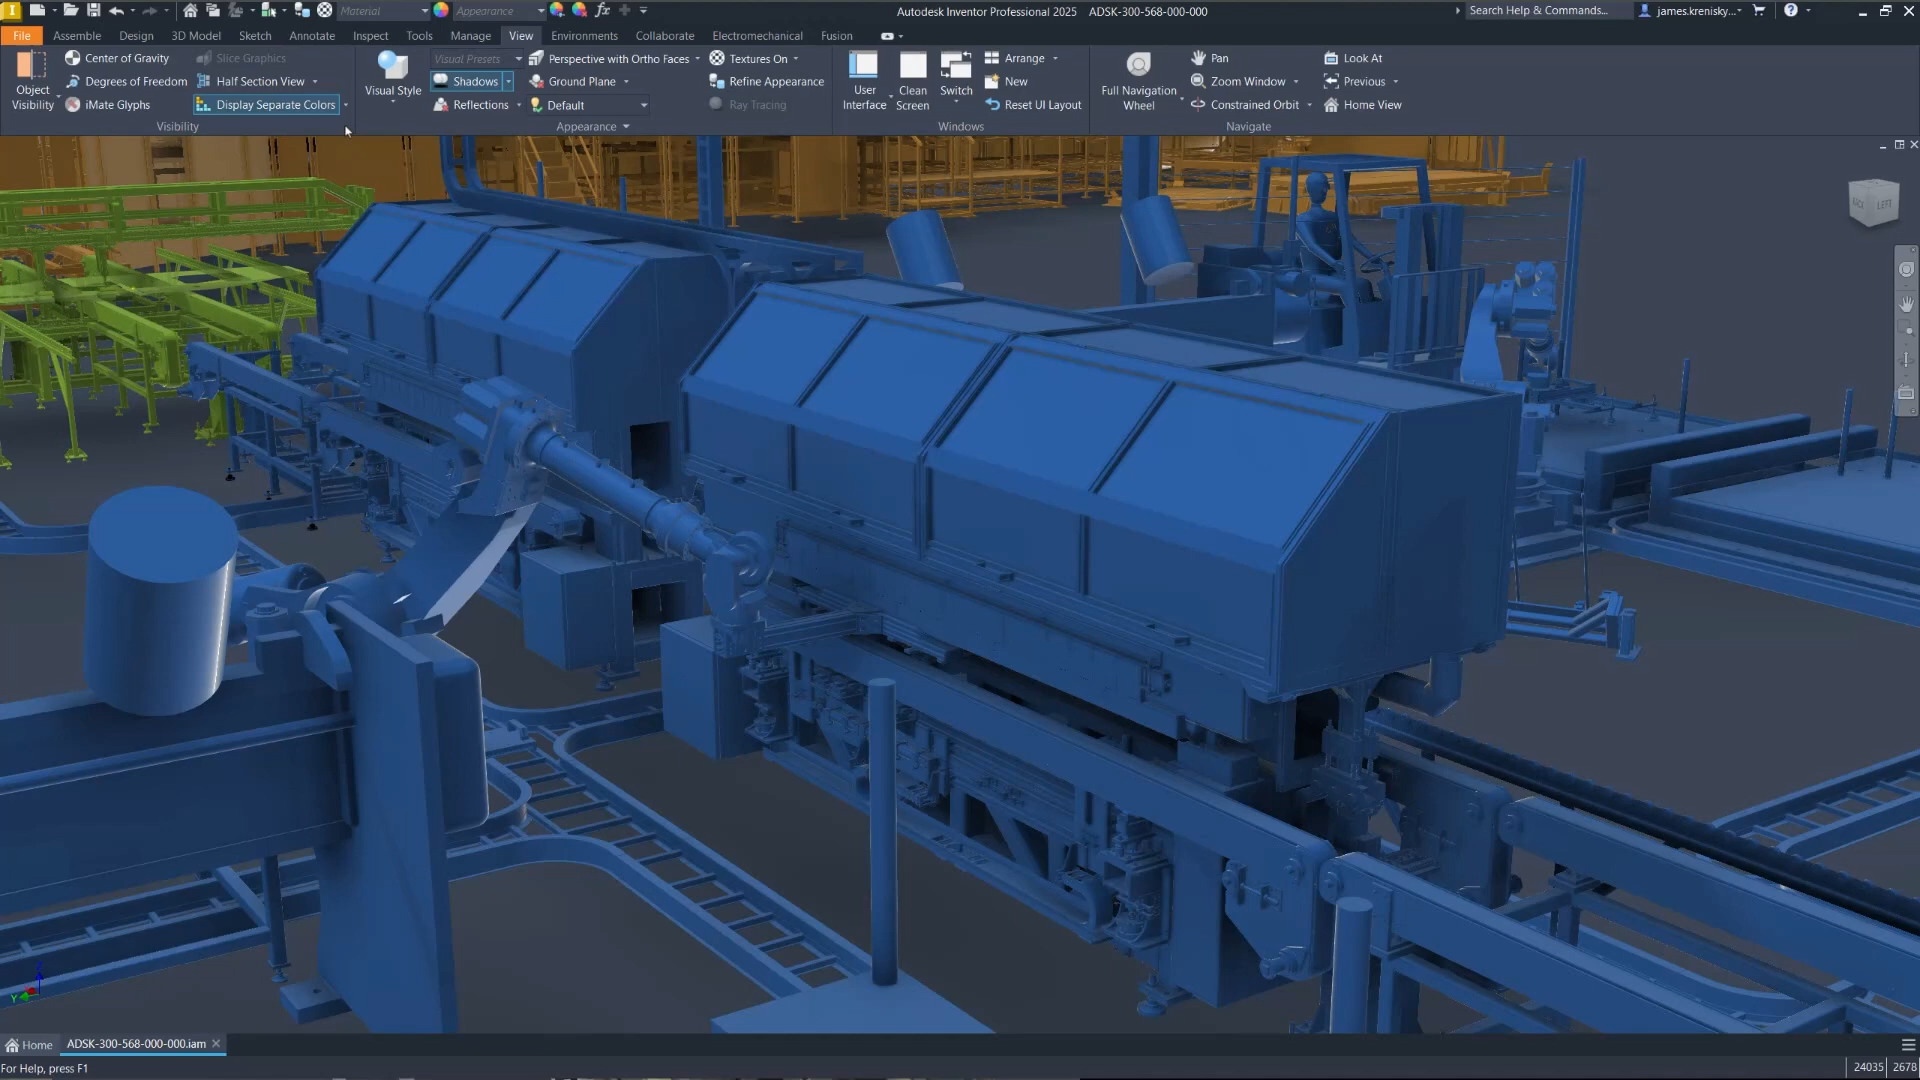 Material
Appearance
fx
Autodesk Inventor Professional 2025 ADSK-300-568-000-000
Search Help & Commands...
james.krenisky...
File Assemble Design 3D Model Sketch Annotate Inspect Tools Manage View Environments Collaborate Electromechanical Fusion
Object Visibility
Center of Gravity
Degrees of Freedom
iMate Glyphs
Slice Graphics
Half Section View
Display Separate Colors
Visibility
Visual Style
Visual Presets
Shadows
Reflections
Perspective with Ortho Faces
Ground Plane
Default
Textures On
Refine Appearance
Ray Tracing
Appearance
User Interface
Clean Screen
Switch
Arrange
New
Reset UI Layout
Windows
Full Navigation Wheel
Pan
Zoom Window
Constrained Orbit
Look At
Previous
Home View
Navigate
BACK LEFT
Y
Home ADSK-300-568-000-000.iam
For Help, press F1
24035 2678